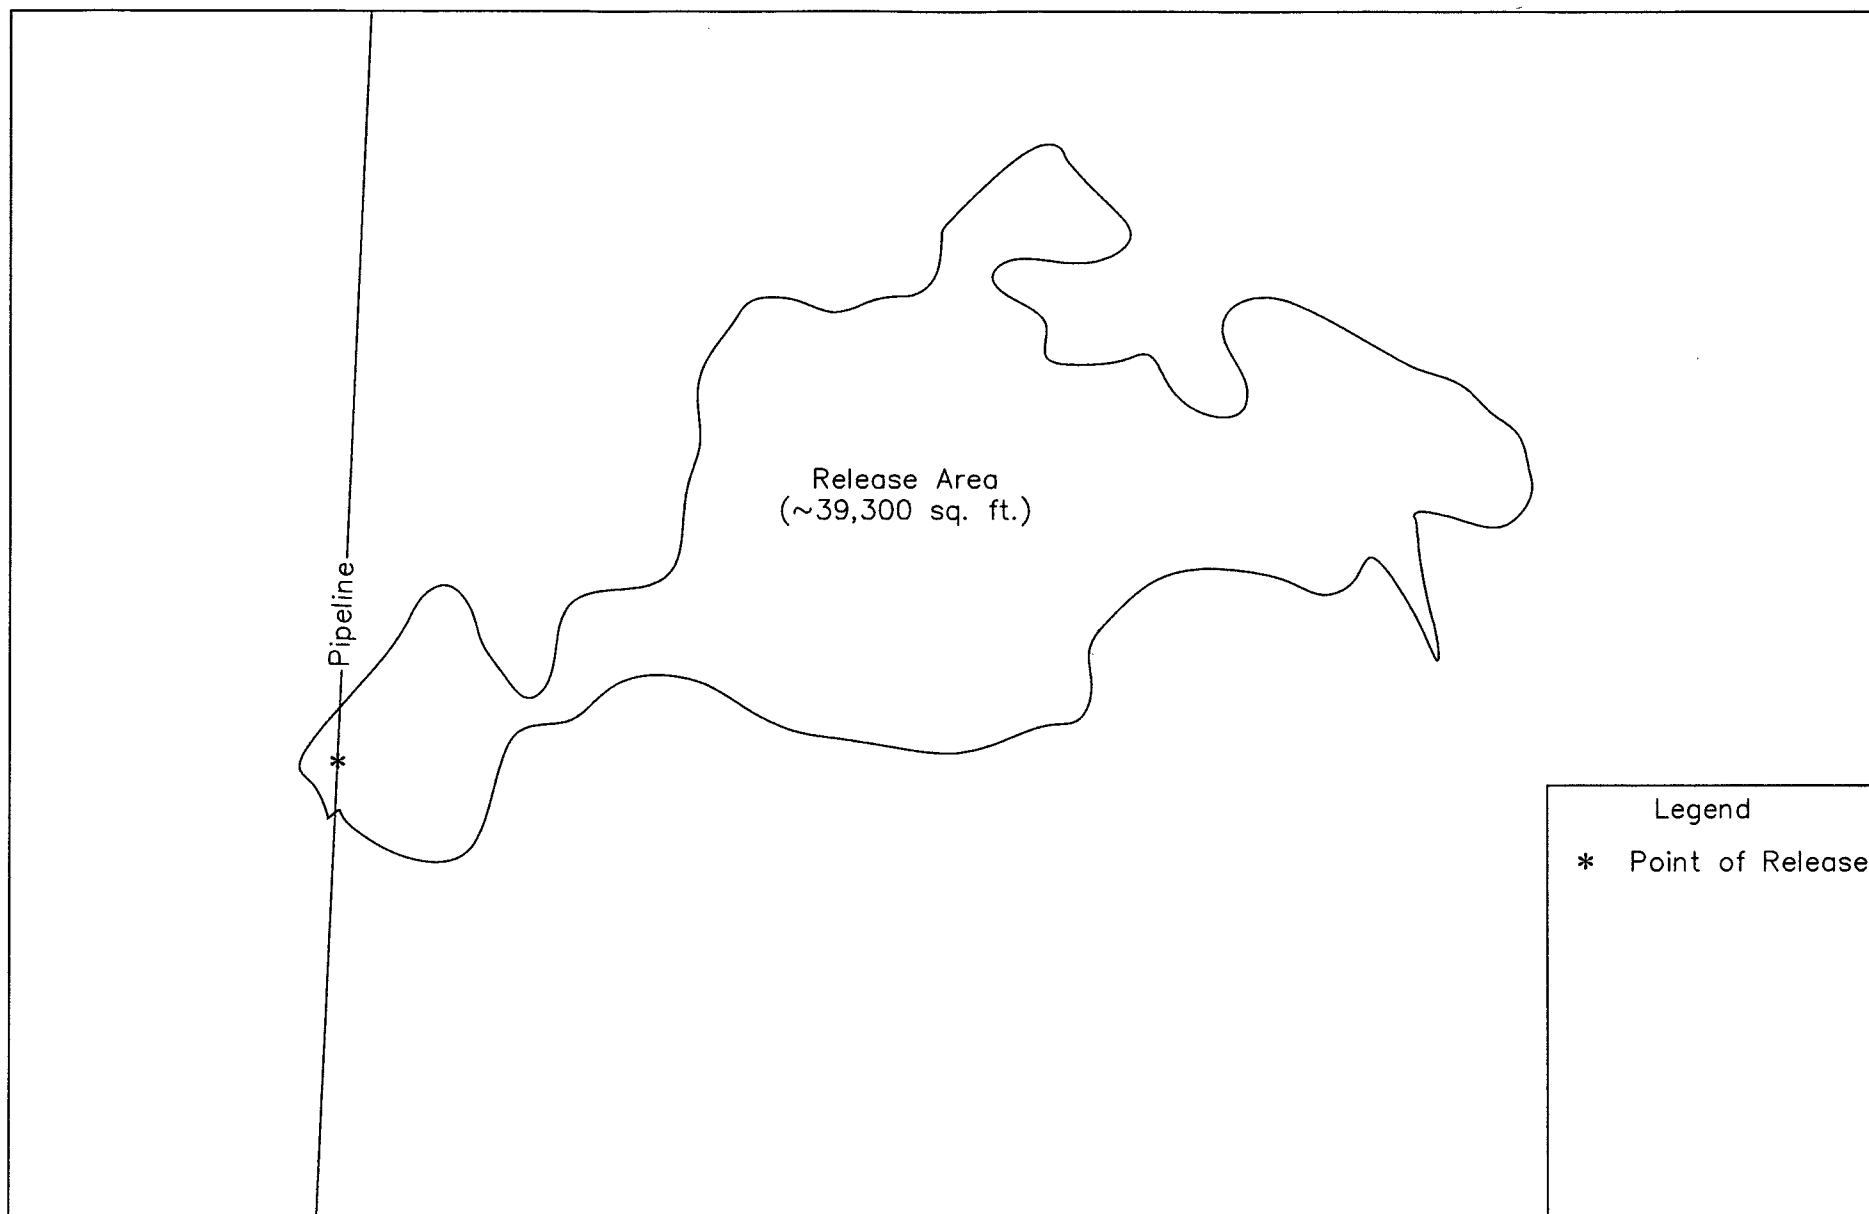 Release Area
(~39,300 sq. ft.)
Pipeline
Legend
* Point of Release